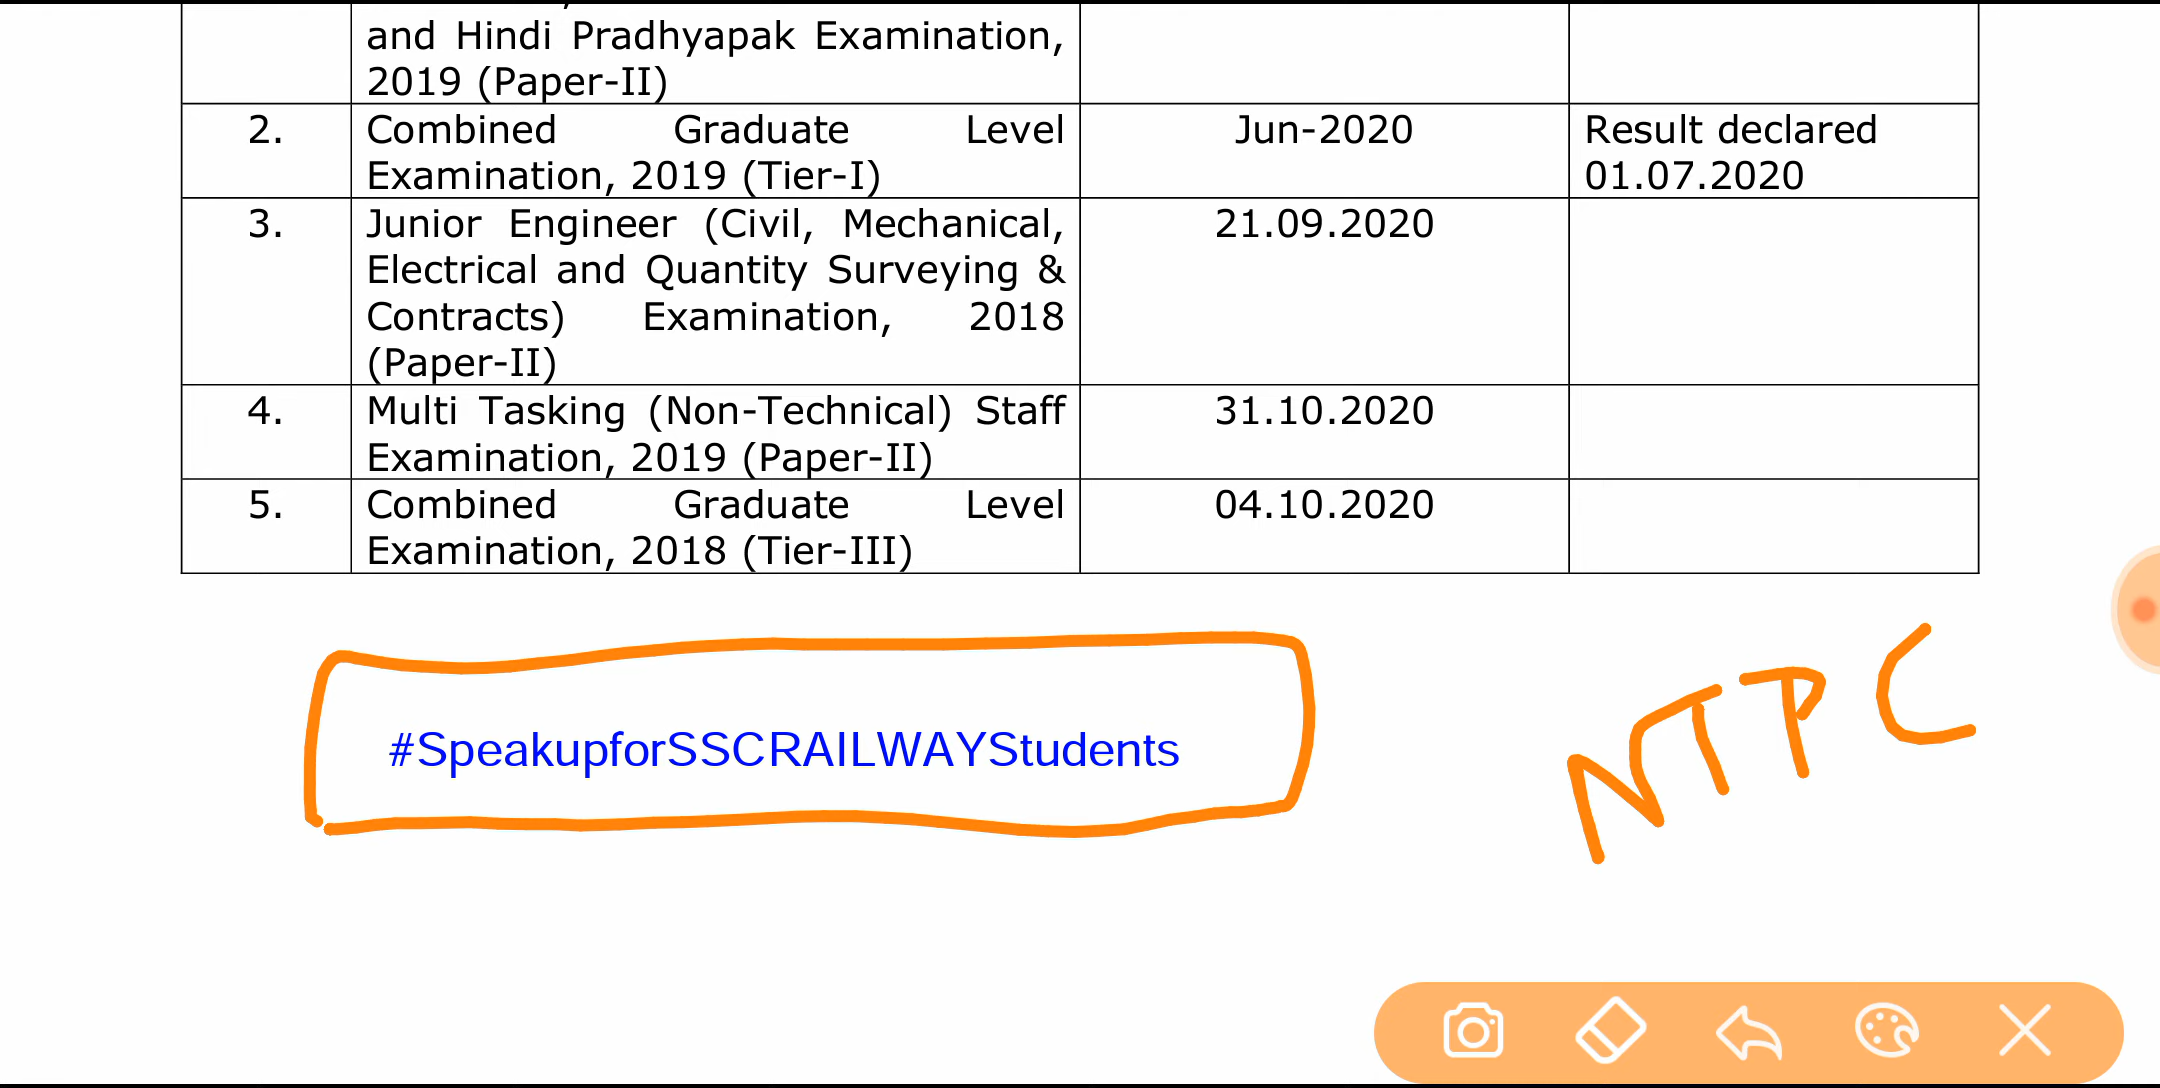 and Hindi Pradhyapak Examination,
2019 (Paper-II)
2. Combined Graduate Level Jun-2020 Result declared
Examination, 2019 (Tier-I) 01.07.2020
3. Junior Engineer (Civil, Mechanical, 21.09.2020
Electrical and Quantity Surveying &
Contracts) Examination, 2018
(Paper-II)
4. Multi Tasking (Non-Technical) Staff 31.10.2020
Examination, 2019 (Paper-II)
5. Combined Graduate Level 04.10.2020
Examination, 2018 (Tier-III)
#SpeakupforSSCRAILWAYStudents
NTPC